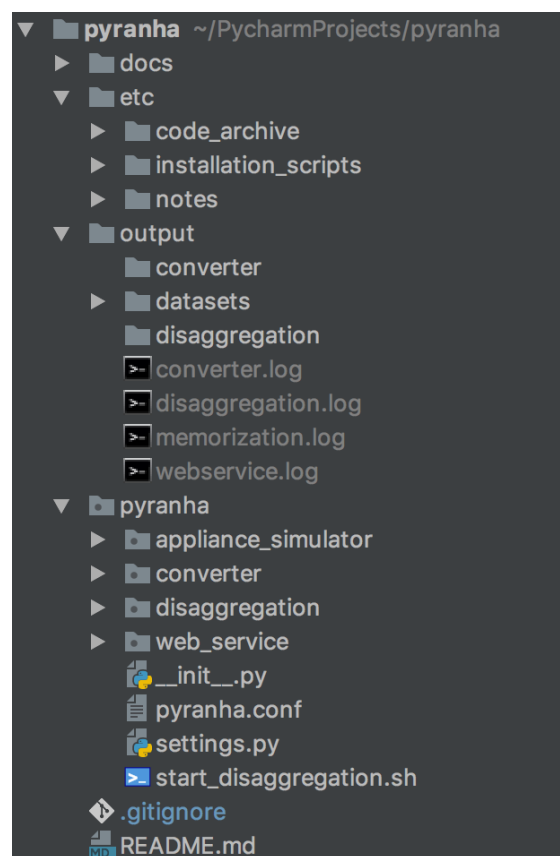 pyranha ~/PycharmProjects/pyranha
docs
etc
code_archive
installation_scripts
notes
output
converter
datasets
disaggregation
converter.log
disaggregation.log
memorization.log
webservice.log
pyranha
appliance_simulator
converter
disaggregation
web_service
__init__.py
pyranha.conf
settings.py
start_disaggregation.sh
.gitignore
MD README.md